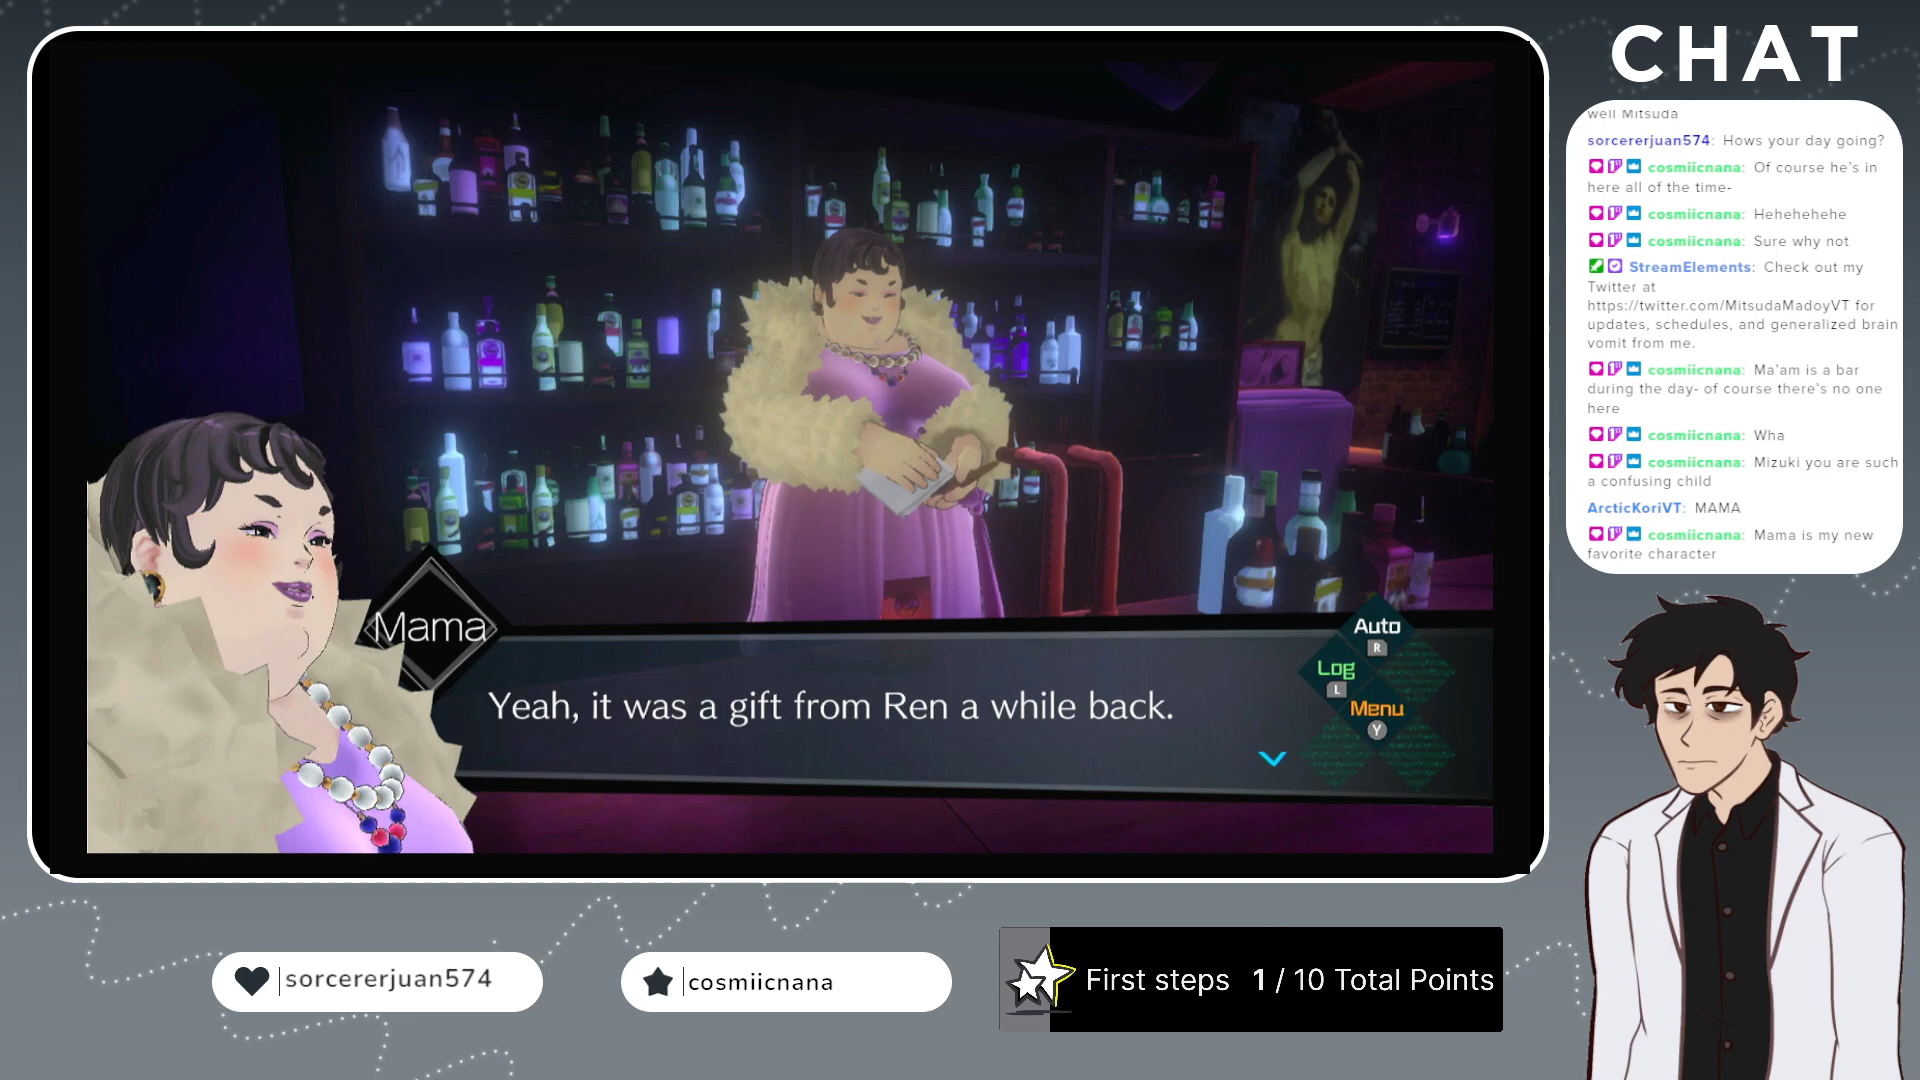 CHAT
well Mitsuda
sorcererjuan574: Hows your day going?
cosmiicnana: Of course he's in
here all of the time-
cosmiicnana: Hehehehehe
cosmiicnana: Sure why not
StreamElements: Check out my
Twitter at
https://twitter.com/MitsudaMadoyVT for
updates, schedules, and generalized brain
vomit from me.
cosmiicnana: Ma'am is a bar
during the day- of course there's no one
here
cosmiicnana: Wha
cosmiicnana: Mizuki you are such
a confusing child
ArcticKoriVT: MAMA
cosmiicnana: Mama is my new
favorite character
Mama
Yeah, it was a gift from Ren a while back.
Auto
R
Log
L
Menu
Y
sorcererjuan574
cosmiicnana
First steps 1 / 10 Total Points